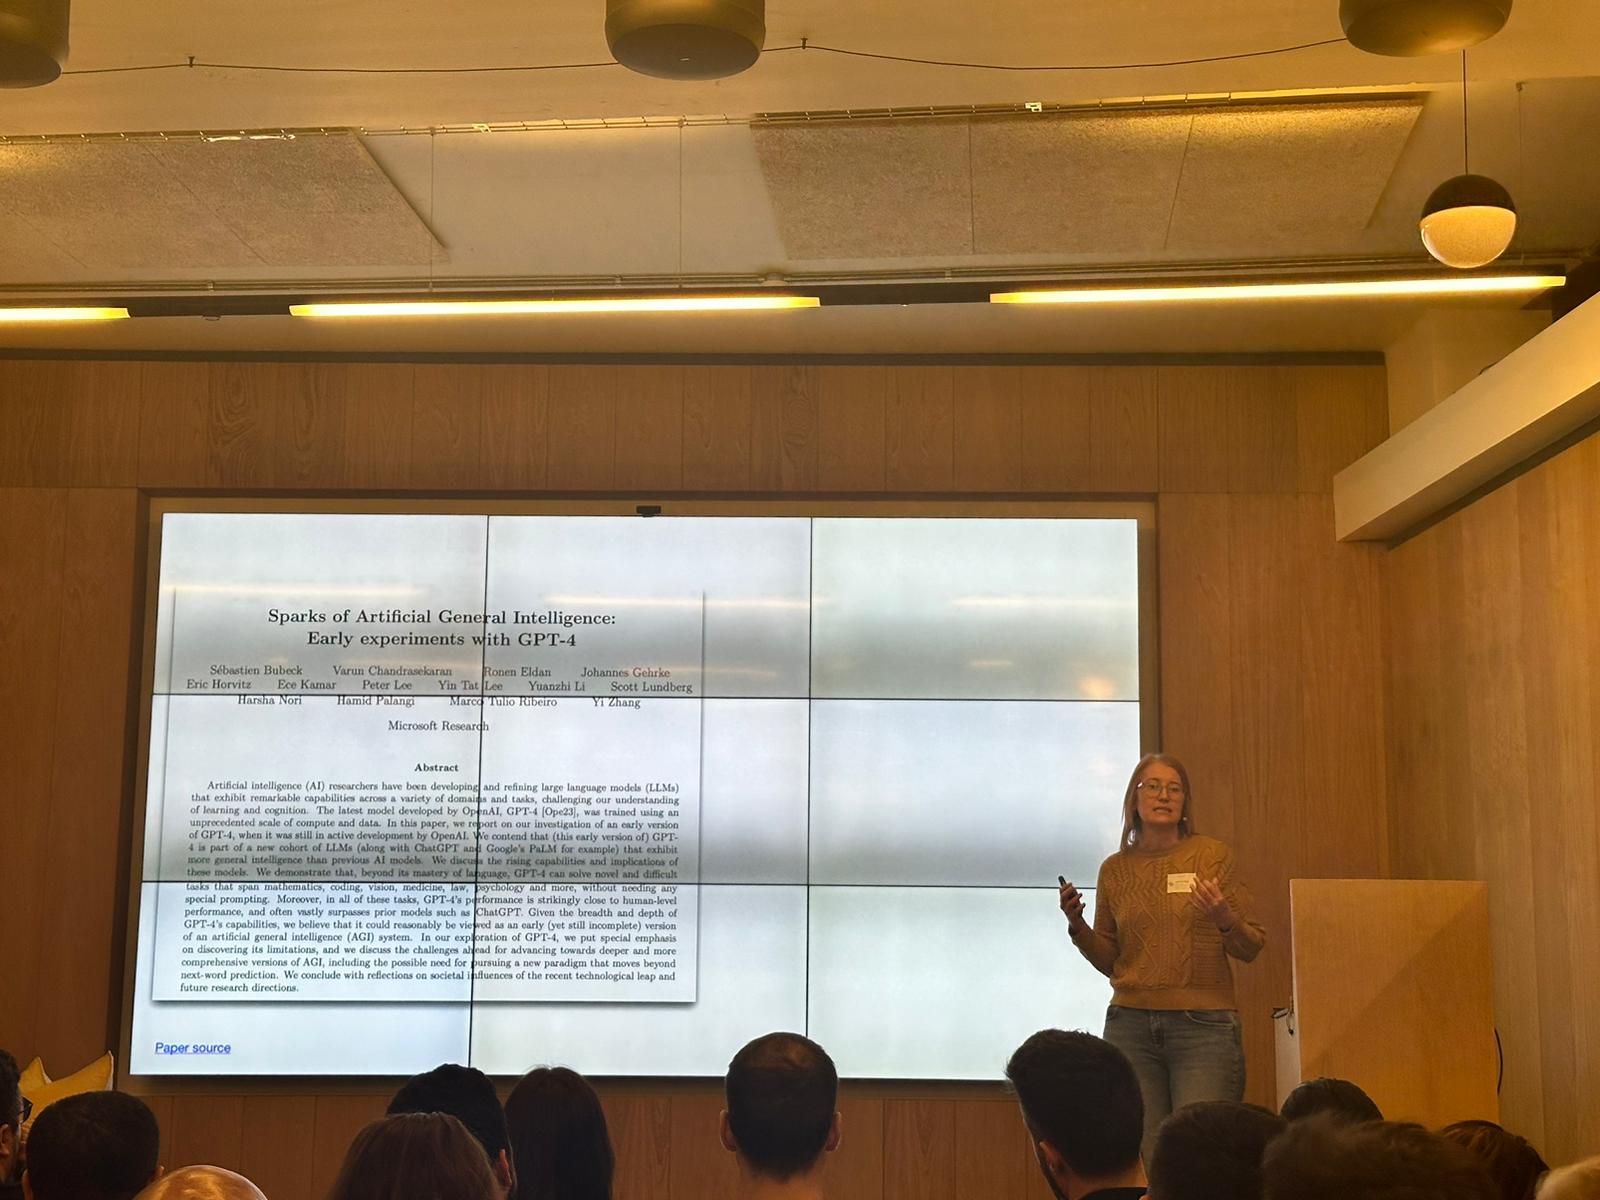 Sparks of Artificial General Intelligence:
Early experiments with GPT-4
Sébastien Bubeck Varun Chandrasekaran Ronen Eldan Johannes Gehrke
Eric Horvitz Ece Kamar Peter Lee Yin Tat Lee Yuanzhi Li Scott Lundberg
Harsha Nori Hamid Palangi Marco Tulio Ribeiro Yi Zhang
Microsoft Research
Abstract
Artificial intelligence (AI) researchers have been developing and refining large language models (LLMs)
that exhibit remarkable capabilities across a variety of domains and tasks, challenging our understanding
of learning and cognition. The latest model developed by OpenAI, GPT-4 [Ope23], was trained using an
unprecedented scale of compute and data. In this paper, we report on our investigation of an early version
of GPT-4, when it was still in active development by OpenAI. We contend that (this early version of) GPT-
4 is part of a new cohort of LLMs (along with ChatGPT and Google's PaLM for example) that exhibit
more general intelligence than previous AI models. We discuss the rising capabilities and implications of
these models. We demonstrate that, beyond its mastery of language, GPT-4 can solve novel and difficult
tasks that span mathematics, coding, vision, medicine, law, psychology and more, without needing any
special prompting. Moreover, in all of these tasks, GPT-4's performance is strikingly close to human-level
performance, and often vastly surpasses prior models such as ChatGPT. Given the breadth and depth of
GPT-4's capabilities, we believe that it could reasonably be viewed as an early (yet still incomplete) version
of an artificial general intelligence (AGI) system. In our exploration of GPT-4, we put special emphasis
on discovering its limitations, and we discuss the challenges ahead for advancing towards deeper and more
comprehensive versions of AGI, including the possible need for pursuing a new paradigm that moves beyond
next-word prediction. We conclude with reflections on societal influences of the recent technological leap and
future research directions.
Paper source